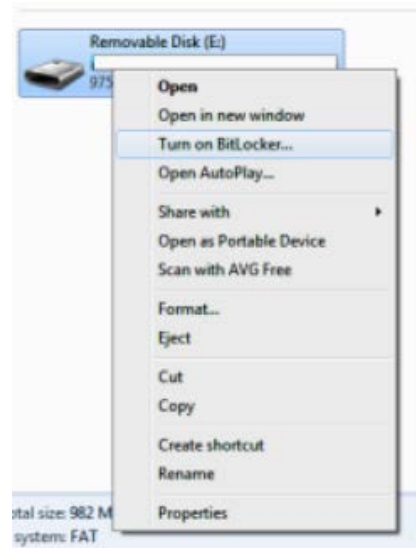 Removable Disk (E:)
975
Open
Open in new window
Turn on BitLocker...
Open AutoPlay...
Share with
Open as Portable Device
Scan with AVG Free
Format...
Eject
Cut
Copy
Create shortcut
Rename
Properties
otal size: 982 M
system: FAT